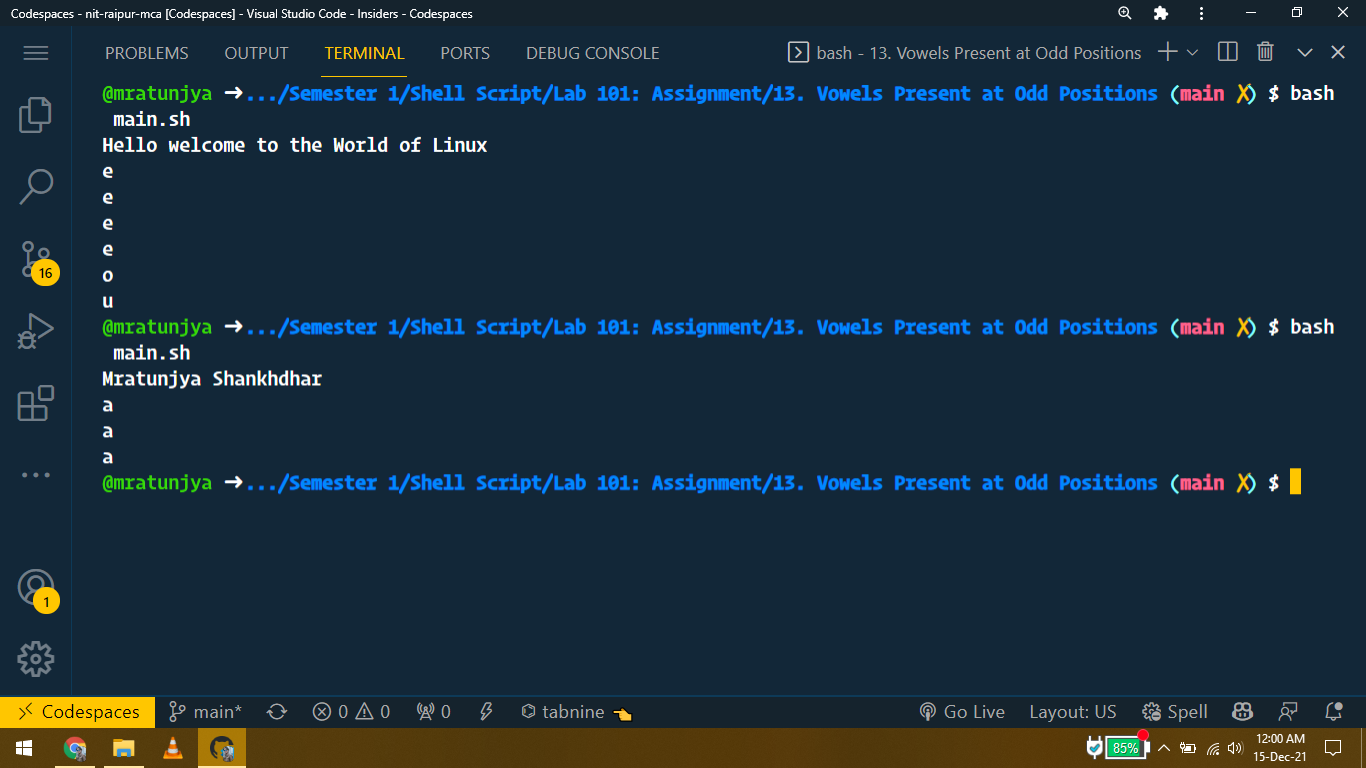 Codespaces - nit-raipur-mca [Codespaces] - Visual Studio Code - Insiders - Codespaces
PROBLEMS OUTPUT TERMINAL PORTS DEBUG CONSOLE bash - 13. Vowels Present at Odd Positions
@mratunjya ➜.../Semester 1/Shell Script/Lab 101: Assignment/13. Vowels Present at Odd Positions (main ✗) $ bash
main.sh
Hello welcome to the World of Linux
e
e
e
e
o
u
@mratunjya ➜.../Semester 1/Shell Script/Lab 101: Assignment/13. Vowels Present at Odd Positions (main ✗) $ bash
main.sh
Mratunjya Shankhdhar
a
a
a
@mratunjya ➜.../Semester 1/Shell Script/Lab 101: Assignment/13. Vowels Present at Odd Positions (main ✗) $
16
1
Codespaces main* 0 0 0 tabnine Go Live Layout: US Spell
85% 12:00 AM
15-Dec-21